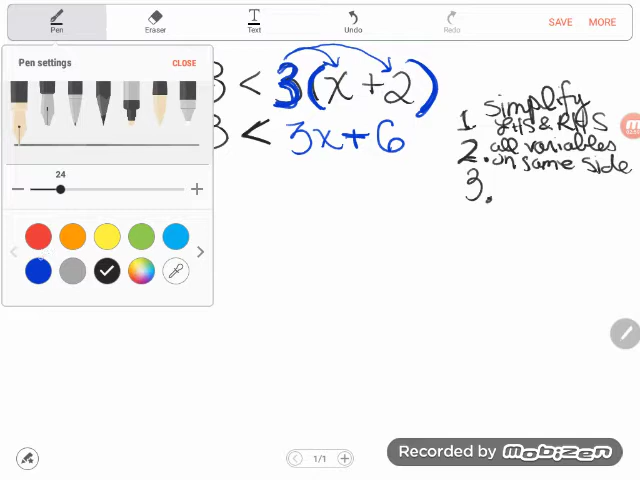 Pen
Eraser
Text
Undo
Redo
SAVE
MORE
Pen settings
CLOSE
24
3 < 3(x+2)
3 < 3x+6
1. simplify
LHS & RHS
2. all variables
on same side
3.
1/1
Recorded by mobizen